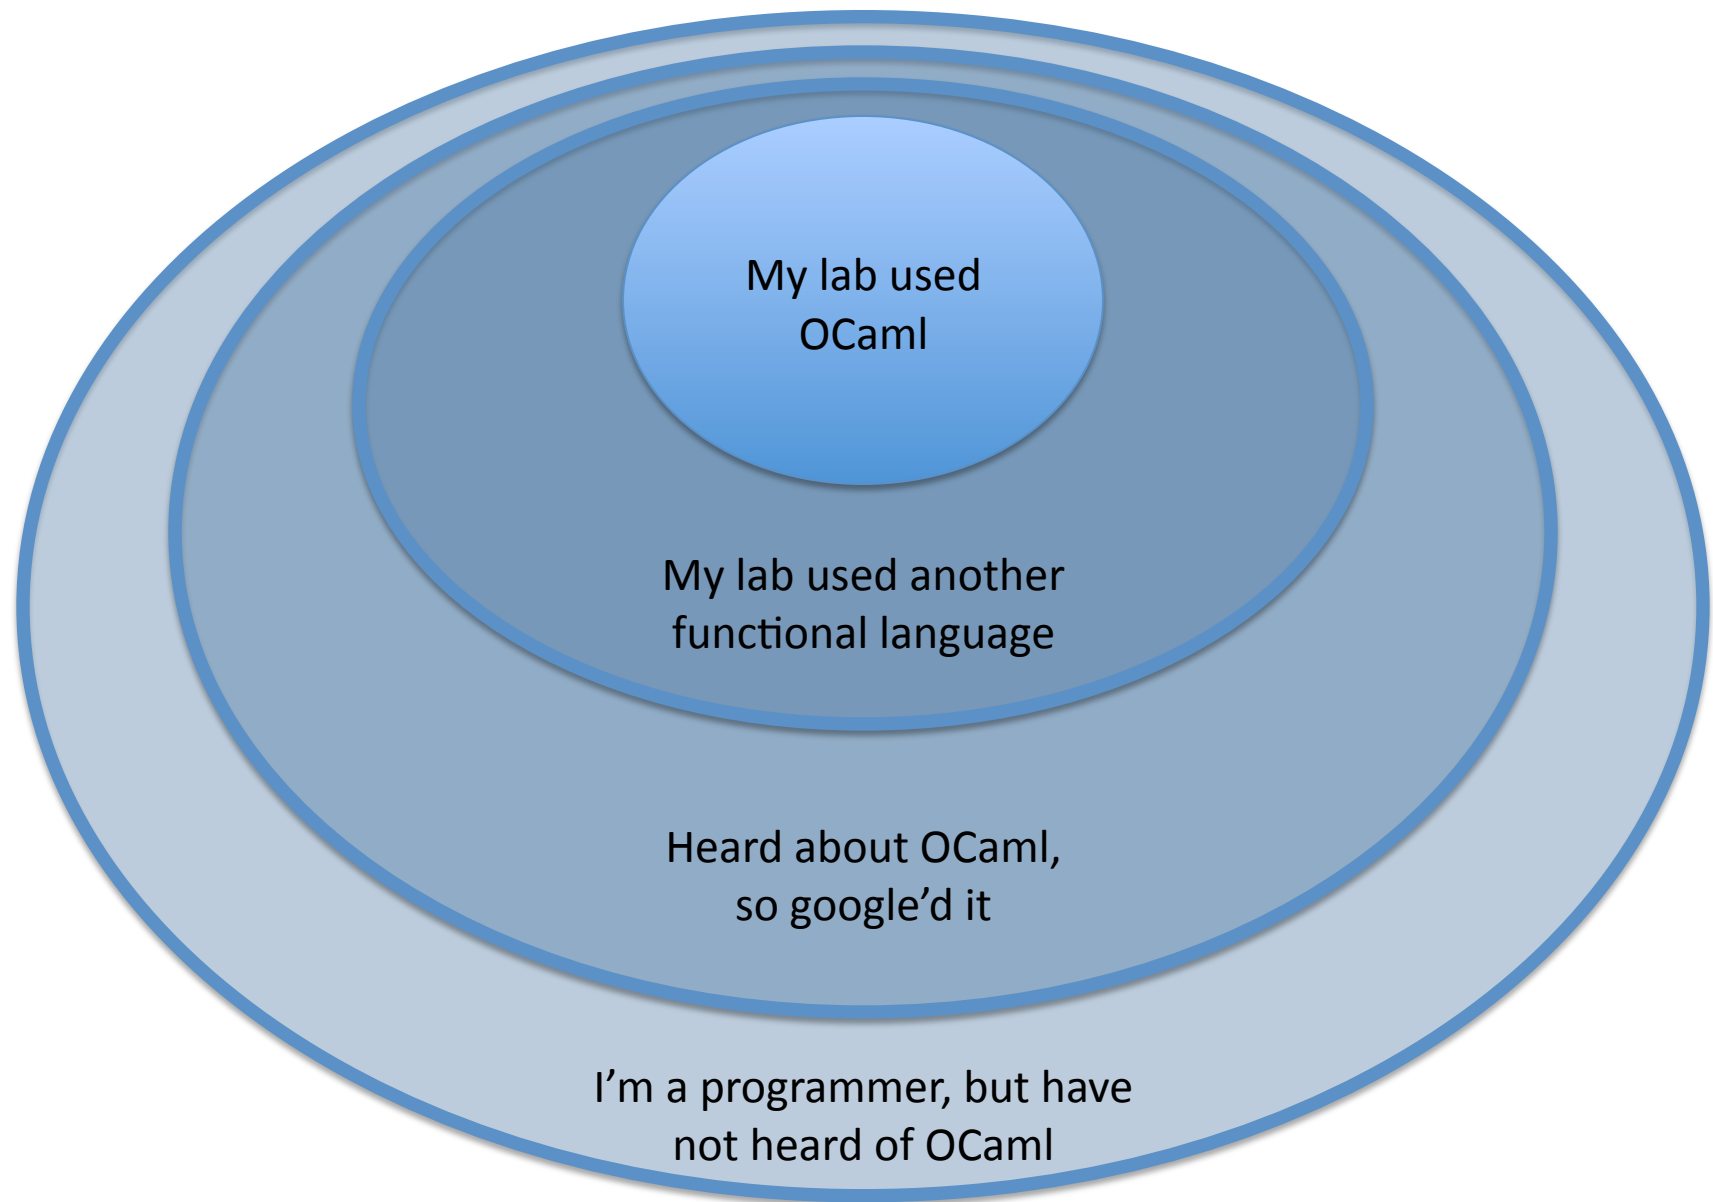 My lab used
OCaml
My lab used another
functional language
Heard about OCaml,
so google’d it
I’m a programmer, but have
not heard of OCaml